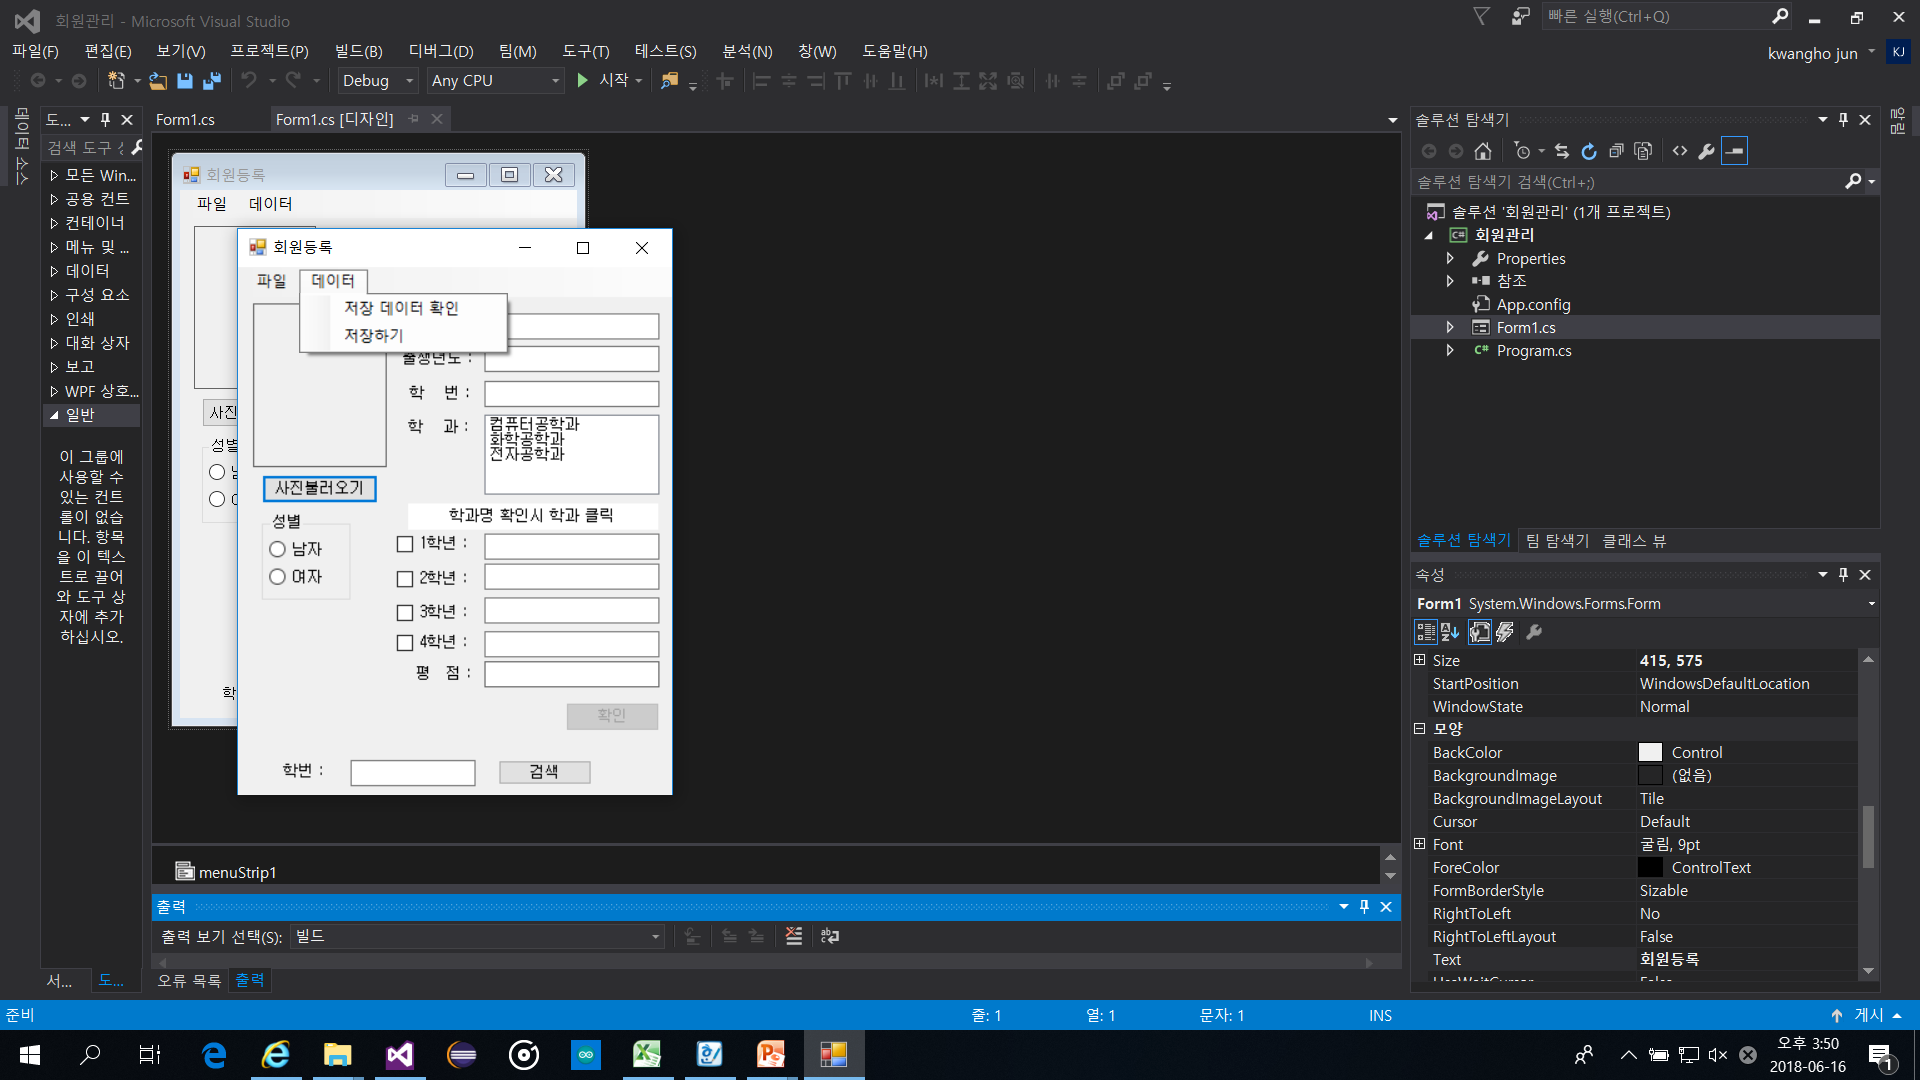 회원관리 - Microsoft Visual Studio
빠른 실행(Ctrl+Q)
파일(F) 편집(E) 보기(V) 프로젝트(P) 빌드(B) 디버그(D) 팀(M) 도구(T) 테스트(S) 분석(N) 창(W) 도움말(H)
kwangho jun
KJ
Debug
Any CPU
시작
데이터 소스
도...
Form1.cs
Form1.cs [디자인]
솔루션 탐색기
알림
모든 Win...
공용 컨트
컨테이너
메뉴 및 ...
데이터
구성 요소
인쇄
대화 상자
보고
WPF 상호...
일반
이 그룹에
사용할 수
있는 컨트
롤이 없습
니다. 항목
을 이 텍스
트로 끌어
와 도구 상
자에 추가
하십시오.
서...
도...
회원등록
파일 데이터
사진
성별
회원등록
파일 데이터
저장 데이터 확인
저장하기
출생년도 :
학 번 :
학 과 :
컴퓨터공학과
화학공학과
전자공학과
사진불러오기
학과명 확인시 학과 클릭
성별
남자
여자
1학년 :
2학년 :
3학년 :
4학년 :
평 점 :
확인
학번 :
검색
menuStrip1
출력
출력 보기 선택(S):
빌드
오류 목록
출력
솔루션 탐색기 검색(Ctrl+;)
솔루션 '회원관리' (1개 프로젝트)
회원관리
Properties
참조
App.config
Form1.cs
Program.cs
솔루션 탐색기 팀 탐색기 클래스 뷰
속성
Form1 System.Windows.Forms.Form
Size 415, 575
StartPosition WindowsDefaultLocation
WindowState Normal
모양
BackColor Control
BackgroundImage (없음)
BackgroundImageLayout Tile
Cursor Default
Font 굴림, 9pt
ForeColor ControlText
FormBorderStyle Sizable
RightToLeft No
RightToLeftLayout False
Text 회원등록
준비
줄: 1
열: 1
문자: 1
INS
게시
오후 3:50
2018-06-16
1